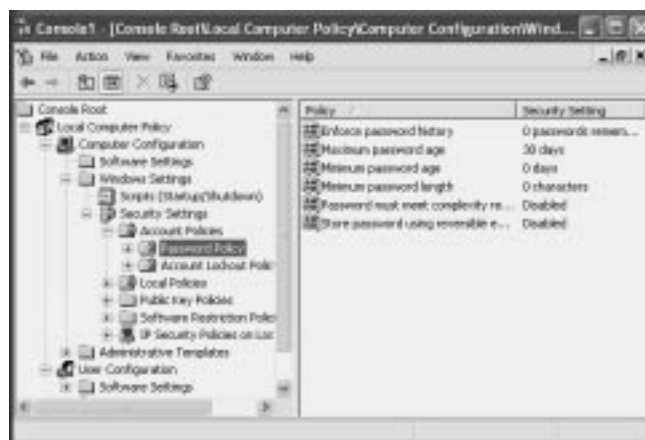 Console1 - [Console Root\Local Computer Policy\Computer Configuration\Wind...
File Action View Favorites Window Help
Console Root
Local Computer Policy
Computer Configuration
Software Settings
Windows Settings
Scripts (Startup/Shutdown)
Security Settings
Account Policies
Password Policy
Account Lockout Polic
Local Policies
Public Key Policies
Software Restriction Polic
IP Security Policies on Loc
Administrative Templates
User Configuration
Software Settings
Policy Security Setting
Enforce password history 0 passwords remem...
Maximum password age 30 days
Minimum password age 0 days
Minimum password length 0 characters
Password must meet complexity re... Disabled
Store password using reversible e... Disabled